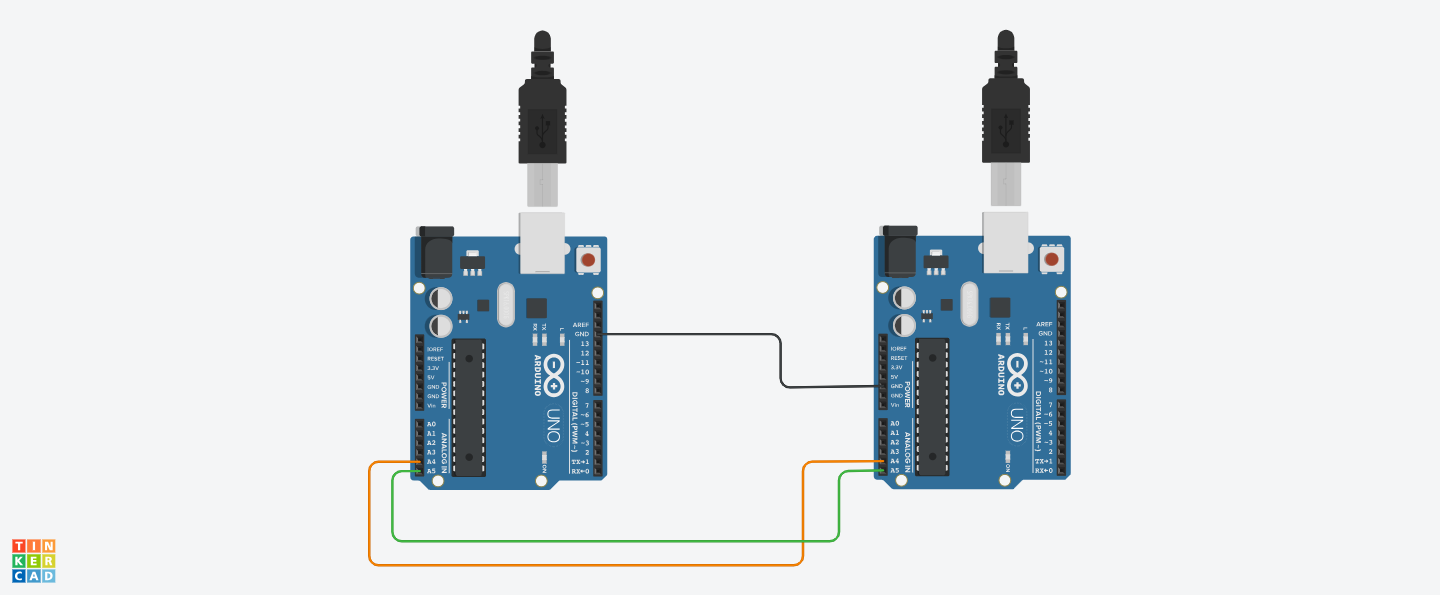 RX
TX
L
AREF
GND
13
12
~11
~10
~9
8
7
~6
~5
4
~3
2
TX→1
RX←0
DIGITAL (PWM~)
IOREF
RESET
3.3V
5V
GND
GND
Vin
POWER
A0
A1
A2
A3
A4
A5
ANALOG IN
ARDUINO
UNO
ON
RX
TX
L
AREF
GND
13
12
~11
~10
~9
8
7
~6
~5
4
~3
2
TX→1
RX←0
DIGITAL (PWM~)
IOREF
RESET
3.3V
5V
GND
GND
Vin
POWER
A0
A1
A2
A3
A4
A5
ANALOG IN
ARDUINO
UNO
ON
TIN
KER
CAD